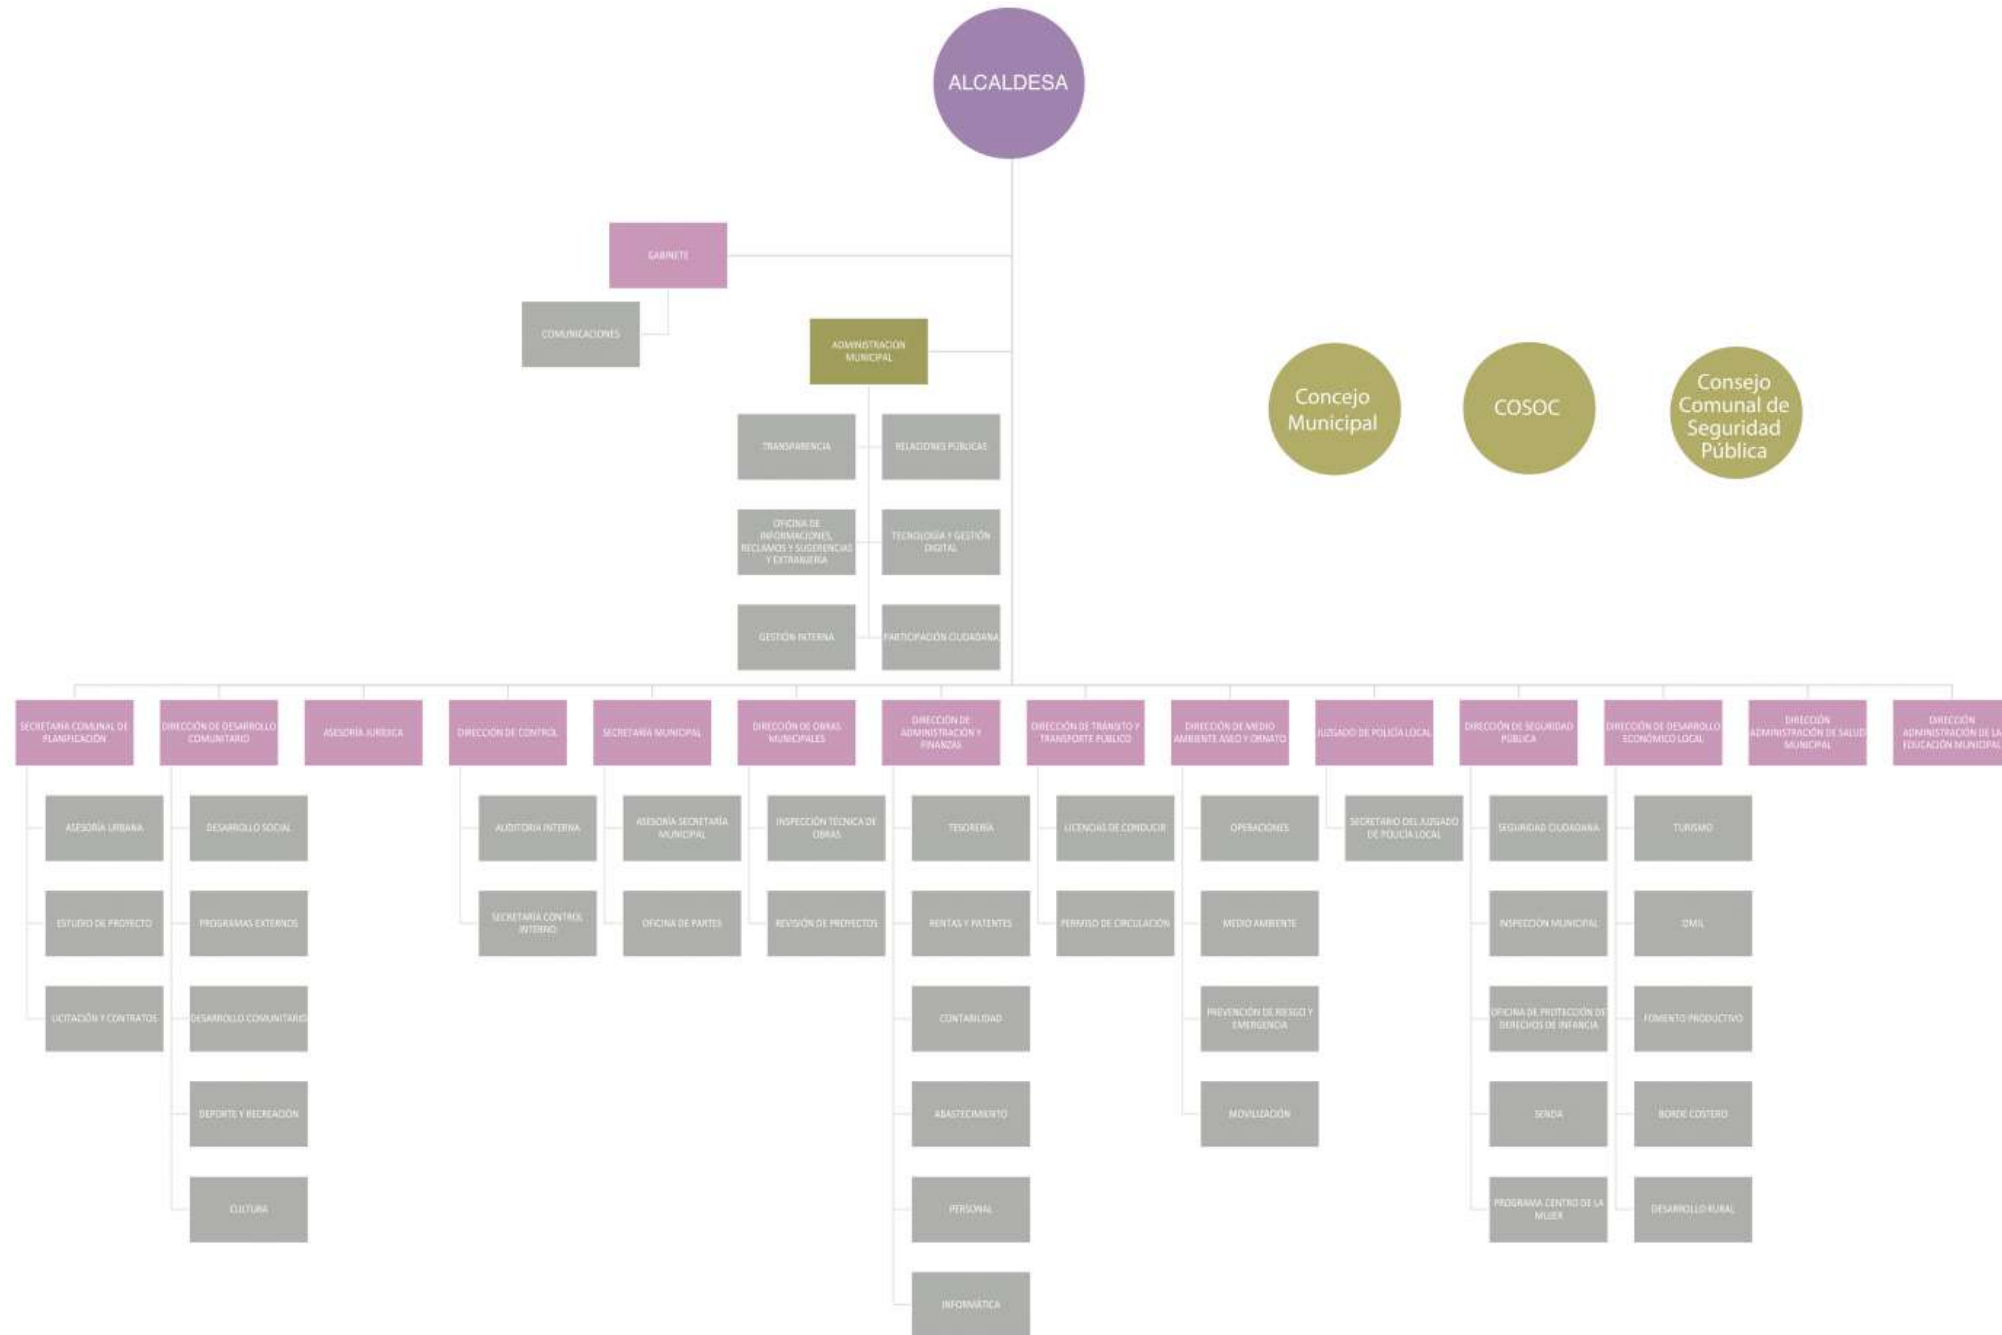 ALCALDESA
GABINETE
COMUNICACIONES
ADMINISTRACIÓN
MUNICIPAL
Concejo
Municipal
COSOC
Consejo
Comunal de
Seguridad
Pública
TRANSPARENCIA
RELACIONES PÚBLICAS
OFICINA DE
INFORMACIONES,
RECLAMOS Y SUGERENCIAS
Y EXTRANJERÍA
TECNOLOGÍA Y GESTIÓN
DIGITAL
GESTIÓN INTERNA
PARTICIPACIÓN CIUDADANA
SECRETARÍA COMUNAL DE
PLANIFICACIÓN
DIRECCIÓN DE DESARROLLO
COMUNITARIO
ASESORÍA JURÍDICA
DIRECCIÓN DE CONTROL
SECRETARÍA MUNICIPAL
DIRECCIÓN DE OBRAS
MUNICIPALES
DIRECCIÓN DE
ADMINISTRACIÓN Y
FINANZAS
DIRECCIÓN DE TRÁNSITO Y
TRANSPORTE PÚBLICO
DIRECCIÓN DE MEDIO
AMBIENTE ASEO Y ORNATO
JUZGADO DE POLICÍA LOCAL
DIRECCIÓN DE SEGURIDAD
PÚBLICA
DIRECCIÓN DE DESARROLLO
ECONÓMICO LOCAL
DIRECCIÓN
ADMINISTRACIÓN DE SALUD
MUNICIPAL
DIRECCIÓN
ADMINISTRACIÓN DE LA
EDUCACIÓN MUNICIPAL
ASESORÍA URBANA
DESARROLLO SOCIAL
AUDITORÍA INTERNA
ASESORÍA SECRETARÍA
MUNICIPAL
INSPECCIÓN TÉCNICA DE
OBRAS
TESORERÍA
LICENCIAS DE CONDUCIR
OPERACIONES
SECRETARIO DEL JUZGADO
DE POLICÍA LOCAL
SEGURIDAD CIUDADANA
TURISMO
ESTUDIO DE PROYECTO
PROGRAMAS EXTERNOS
SECRETARÍA CONTROL
INTERNO
OFICINA DE PARTES
REVISIÓN DE PROYECTOS
RENTAS Y PATENTES
PERMISO DE CIRCULACIÓN
MEDIO AMBIENTE
INSPECCIÓN MUNICIPAL
OMIL
LICITACIÓN Y CONTRATOS
DESARROLLO COMUNITARIO
CONTABILIDAD
PREVENCIÓN DE RIESGO Y
EMERGENCIA
OFICINA DE PROTECCIÓN DE
DERECHOS DE INFANCIA
FOMENTO PRODUCTIVO
DEPORTE Y RECREACIÓN
ABASTECIMIENTO
MOVILIZACIÓN
SENDA
BORDE COSTERO
CULTURA
PERSONAL
PROGRAMA CENTRO DE LA
MUJER
DESARROLLO RURAL
INFORMÁTICA